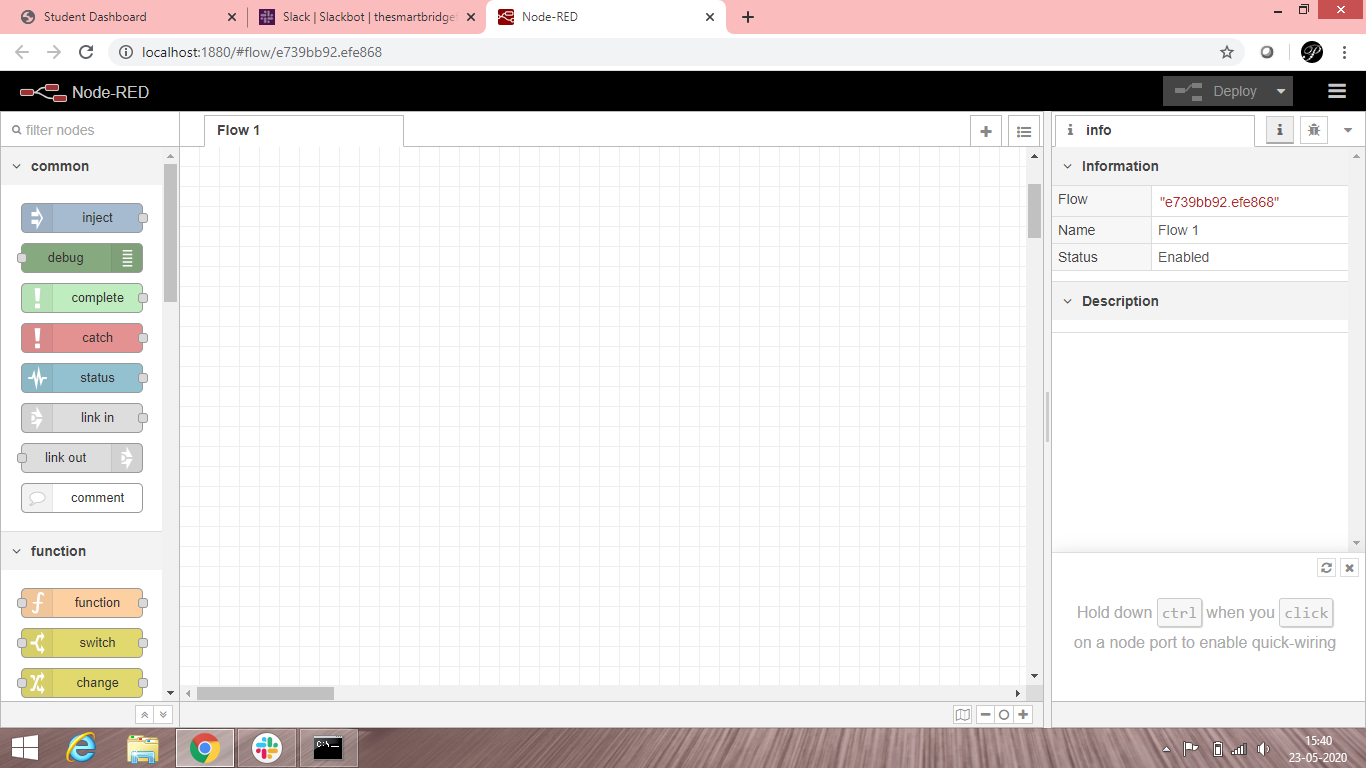 Student Dashboard
Slack | Slackbot | thesmartbridge
Node-RED
localhost:1880/#flow/e739bb92.efe868
Node-RED
Deploy
filter nodes
Flow 1
info
common
inject
debug
complete
catch
status
link in
link out
comment
function
function
switch
change
Information
Flow "e739bb92.efe868"
Name Flow 1
Status Enabled
Description
Hold down ctrl when you click
on a node port to enable quick-wiring
15:40
23-05-2020